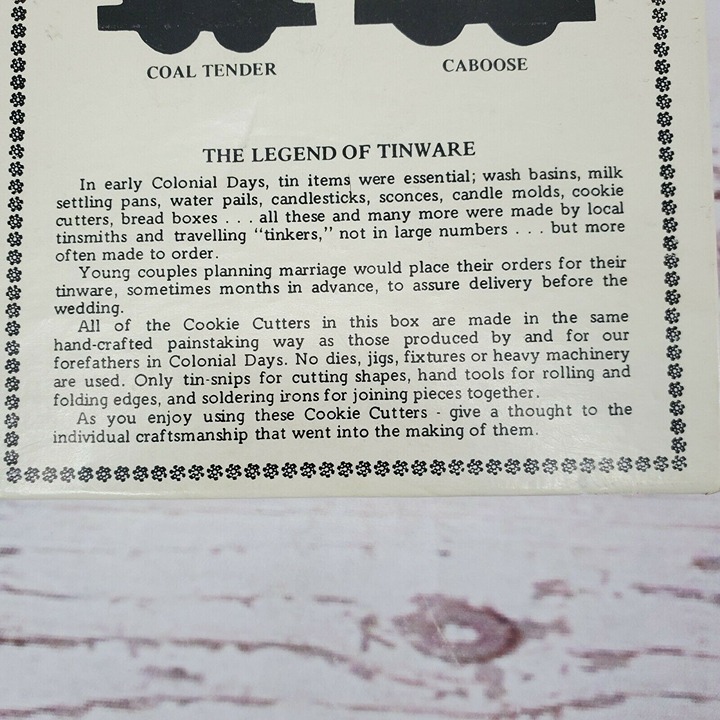 COAL TENDER
CABOOSE
THE LEGEND OF TINWARE
In early Colonial Days, tin items were essential; wash basins, milk
settling pans, water pails, candlesticks, sconces, candle molds, cookie
cutters, bread boxes . . . all these and many more were made by local
tinsmiths and travelling “tinkers,” not in large numbers . . . but more
often made to order.
Young couples planning marriage would place their orders for their
tinware, sometimes months in advance, to assure delivery before the
wedding.
All of the Cookie Cutters in this box are made in the same
hand-crafted painstaking way as those produced by and for our
forefathers in Colonial Days. No dies, jigs, fixtures or heavy machinery
are used. Only tin-snips for cutting shapes, hand tools for rolling and
folding edges, and soldering irons for joining pieces together.
As you enjoy using these Cookie Cutters - give a thought to the
individual craftsmanship that went into the making of them.